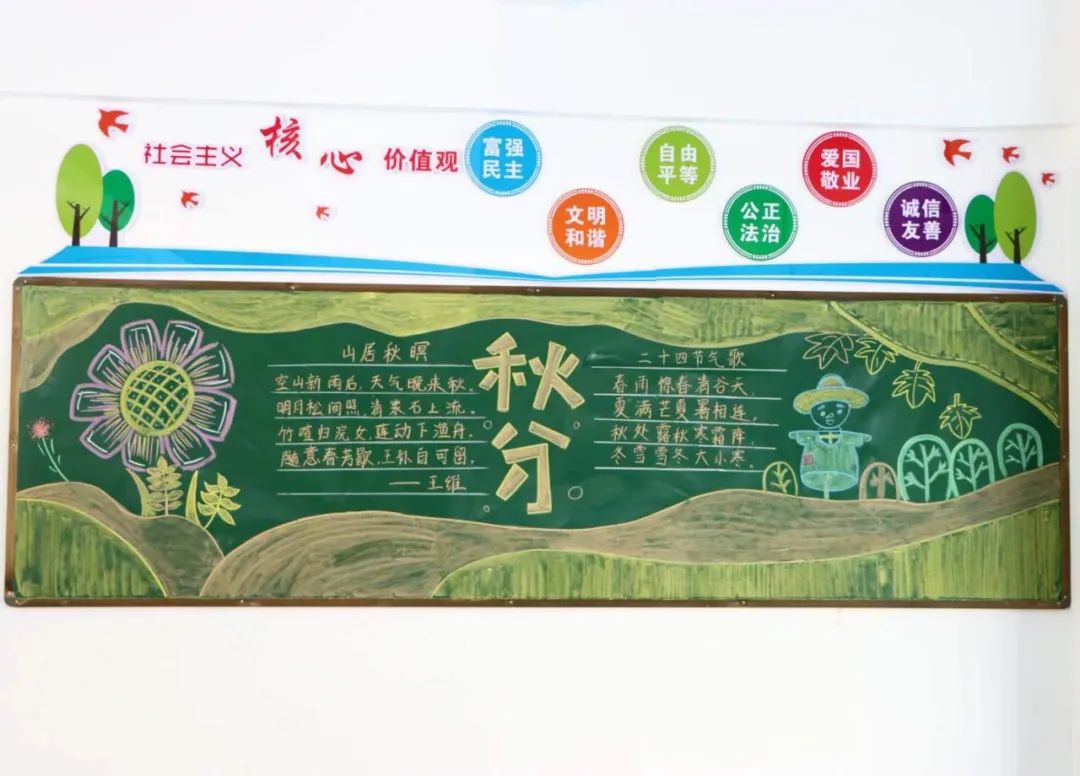 社会主义核心价值观
富强
民主
文明
和谐
自由
平等
公正
法治
爱国
敬业
诚信
友善
山居秋暝
空山新雨后,天气晚来秋。
明月松间照,清泉石上流。
竹喧归浣女,莲动下渔舟。
随意春芳歇,王孙自可留。
——王维
秋分
二十四节气歌
春雨惊春清谷天,
夏满芒夏暑相连,
秋处露秋寒霜降,
冬雪雪冬大小寒。